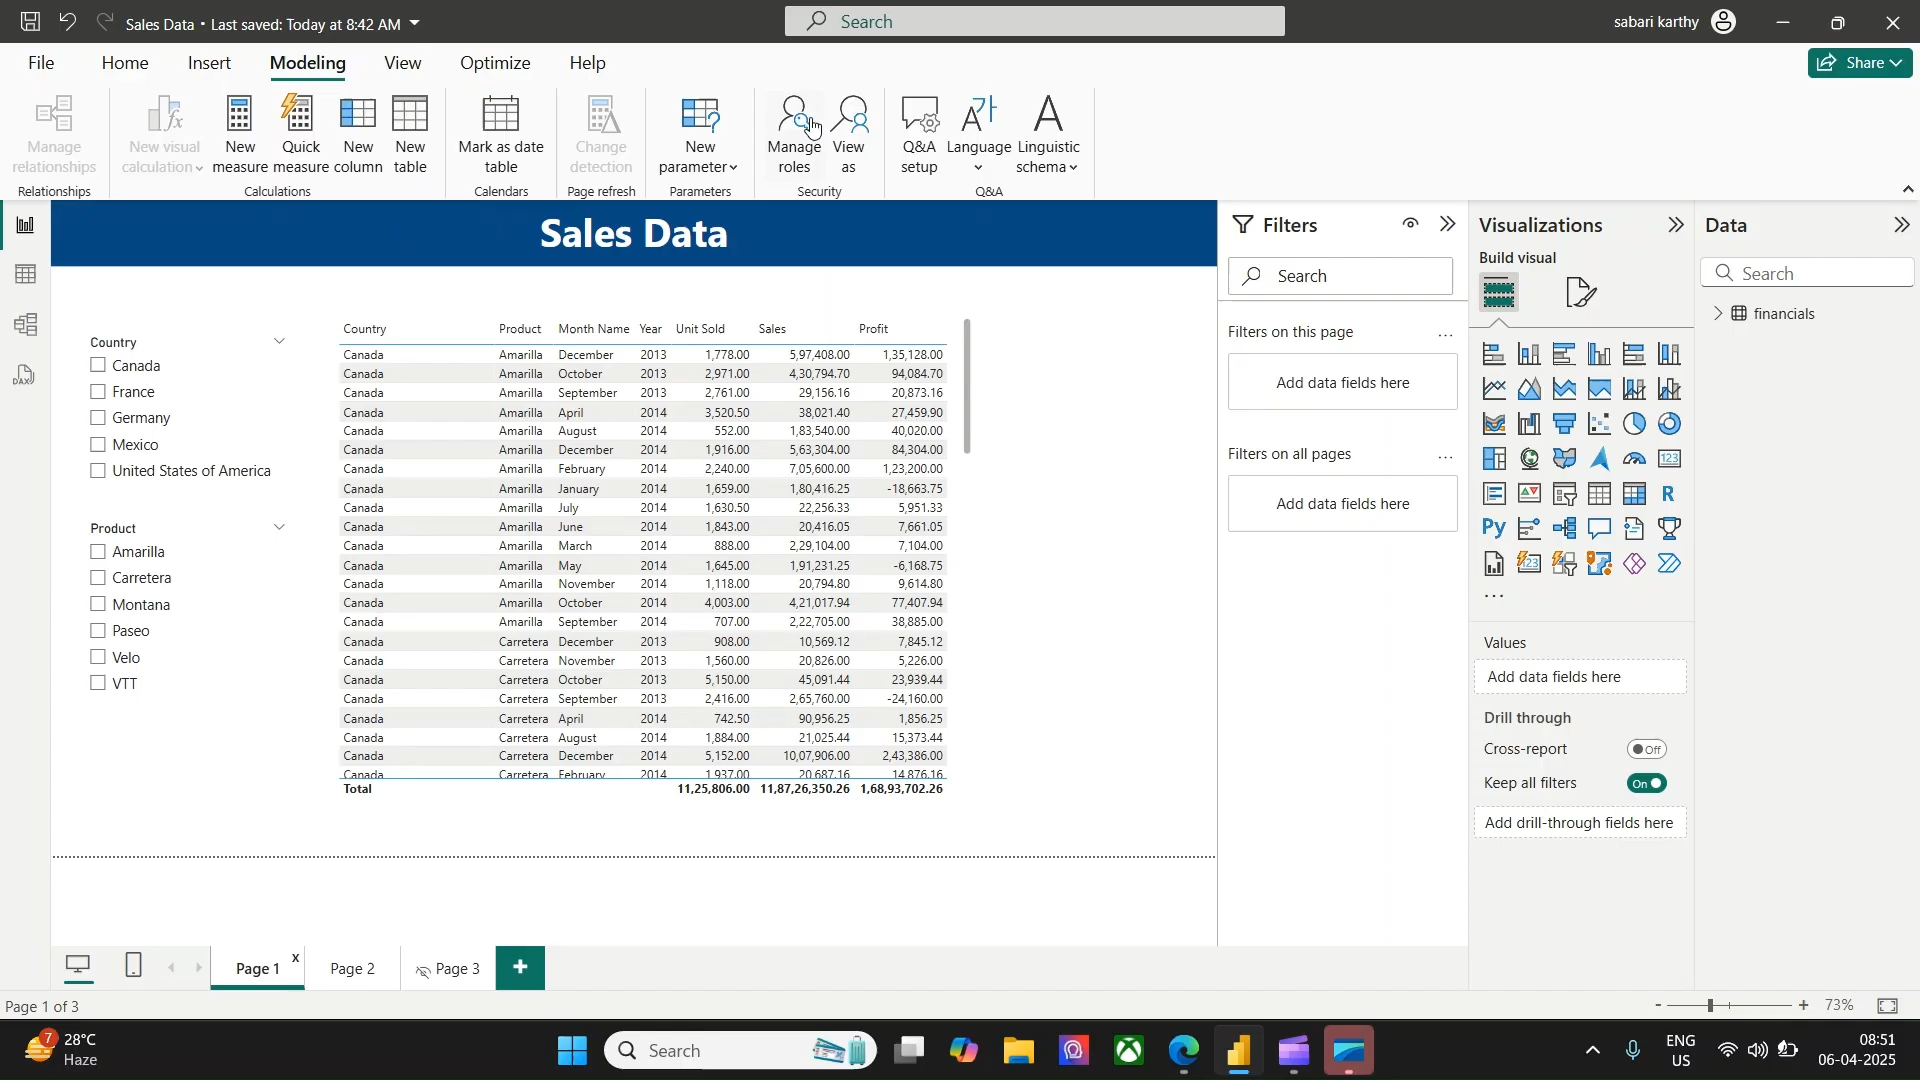 Sales Data • Last saved: Today at 8:42 AM
Search
sabari karthy
File Home Insert Modeling View Optimize Help
Share
Manage relationships
New visual calculation
New measure
Quick measure
New column
New table
Mark as date table
Change detection
New parameter
Manage roles
View as
Q&A setup
Language
Linguistic schema
Relationships
Calculations
Calendars
Page refresh
Parameters
Security
Q&A
Sales Data
Country
Canada
France
Germany
Mexico
United States of America
Product
Amarilla
Carretera
Montana
Paseo
Velo
VTT
Country Product Month Name Year Unit Sold Sales Profit
Canada Amarilla December 2013 1,778.00 5,97,408.00 1,35,128.00
Canada Amarilla October 2013 2,971.00 4,30,794.70 94,084.70
Canada Amarilla September 2013 2,761.00 29,156.16 20,873.16
Canada Amarilla April 2014 3,520.50 38,021.40 27,459.90
Canada Amarilla August 2014 552.00 1,83,540.00 40,020.00
Canada Amarilla December 2014 1,916.00 5,63,304.00 84,304.00
Canada Amarilla February 2014 2,240.00 7,05,600.00 1,23,200.00
Canada Amarilla January 2014 1,659.00 1,80,416.25 -18,663.75
Canada Amarilla July 2014 1,630.50 22,256.33 5,951.33
Canada Amarilla June 2014 1,843.00 20,416.05 7,661.05
Canada Amarilla March 2014 888.00 2,29,104.00 7,104.00
Canada Amarilla May 2014 1,645.00 1,91,231.25 -6,168.75
Canada Amarilla November 2014 1,118.00 20,794.80 9,614.80
Canada Amarilla October 2014 4,003.00 4,21,017.94 77,407.94
Canada Amarilla September 2014 707.00 2,22,705.00 38,885.00
Canada Carretera December 2013 908.00 10,569.12 7,845.12
Canada Carretera November 2013 1,560.00 20,826.00 5,226.00
Canada Carretera October 2013 5,150.00 45,091.44 23,939.44
Canada Carretera September 2013 2,416.00 2,65,760.00 -24,160.00
Canada Carretera April 2014 742.50 90,956.25 1,856.25
Canada Carretera August 2014 1,884.00 21,025.44 15,373.44
Canada Carretera December 2014 5,152.00 10,07,906.00 2,43,386.00
Canada Carretera February 2014 1,937.00 20,687.16 14,876.16
Total 11,25,806.00 11,87,26,350.26 1,68,93,702.26
Filters
Search
Filters on this page
Add data fields here
Filters on all pages
Add data fields here
Visualizations
Build visual
123
R
Py
123
Values
Add data fields here
Drill through
Cross-report Off
Keep all filters On
Add drill-through fields here
Data
Search
financials
DAX
Page 1 x
Page 2
Page 3
+
Page 1 of 3
- + 73%
7
28°C
Haze
Search
ENG
US
08:51
06-04-2025